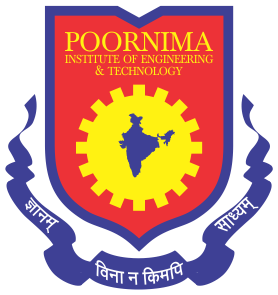 POORNIMA
INSTITUTE OF ENGINEERING
& TECHNOLOGY
ज्ञानम्
विना न किमपि
साध्यम्